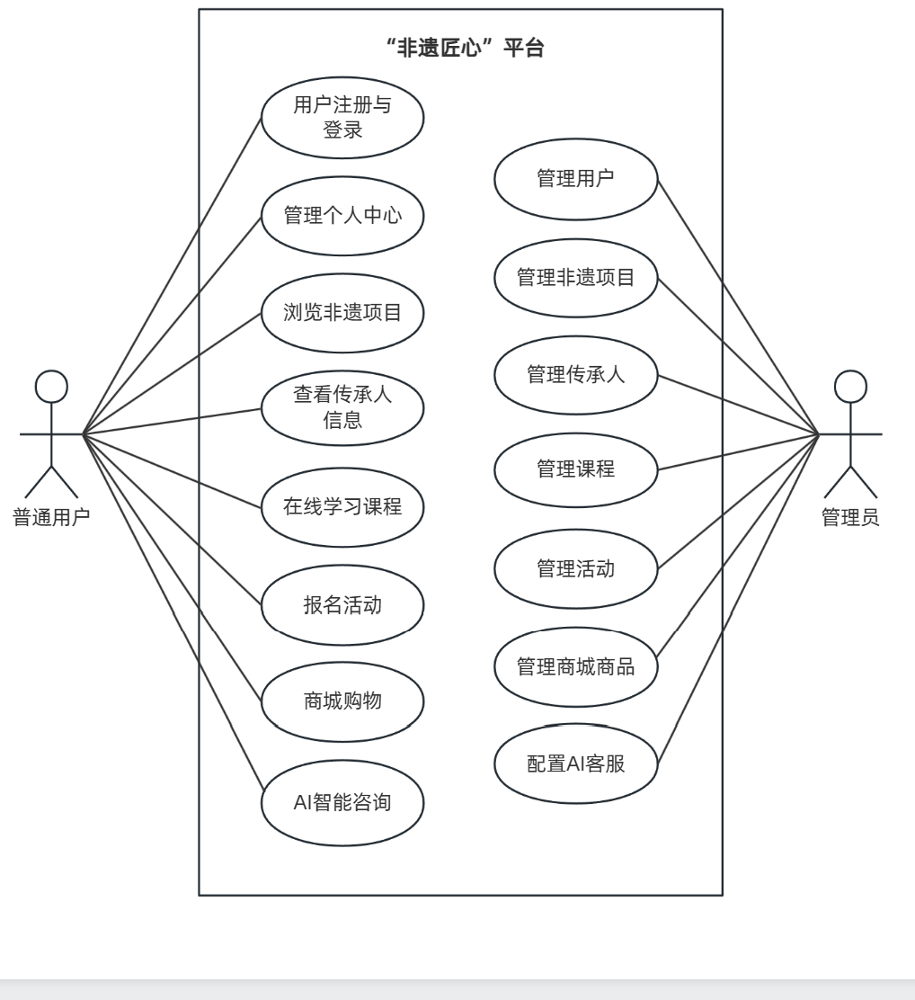 “非遗匠心”平台
用户注册与
登录
管理个人中心
浏览非遗项目
查看传承人
信息
在线学习课程
报名活动
商城购物
AI智能咨询
管理用户
管理非遗项目
管理传承人
管理课程
管理活动
管理商城商品
配置AI客服
普通用户
管理员